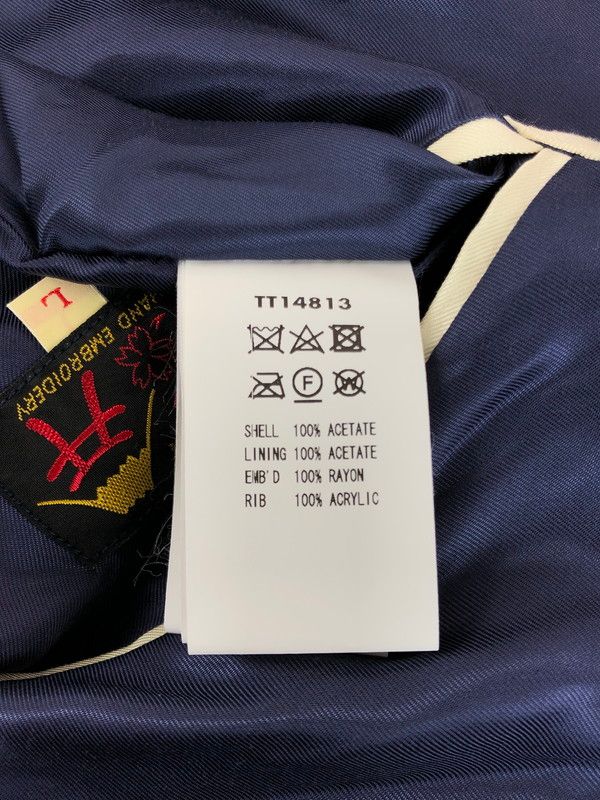 TT14813
F
W
SHELL 100% ACETATE
LINING 100% ACETATE
EMB'D 100% RAYON
RIB 100% ACRYLIC
L
HAND EMBROIDERY